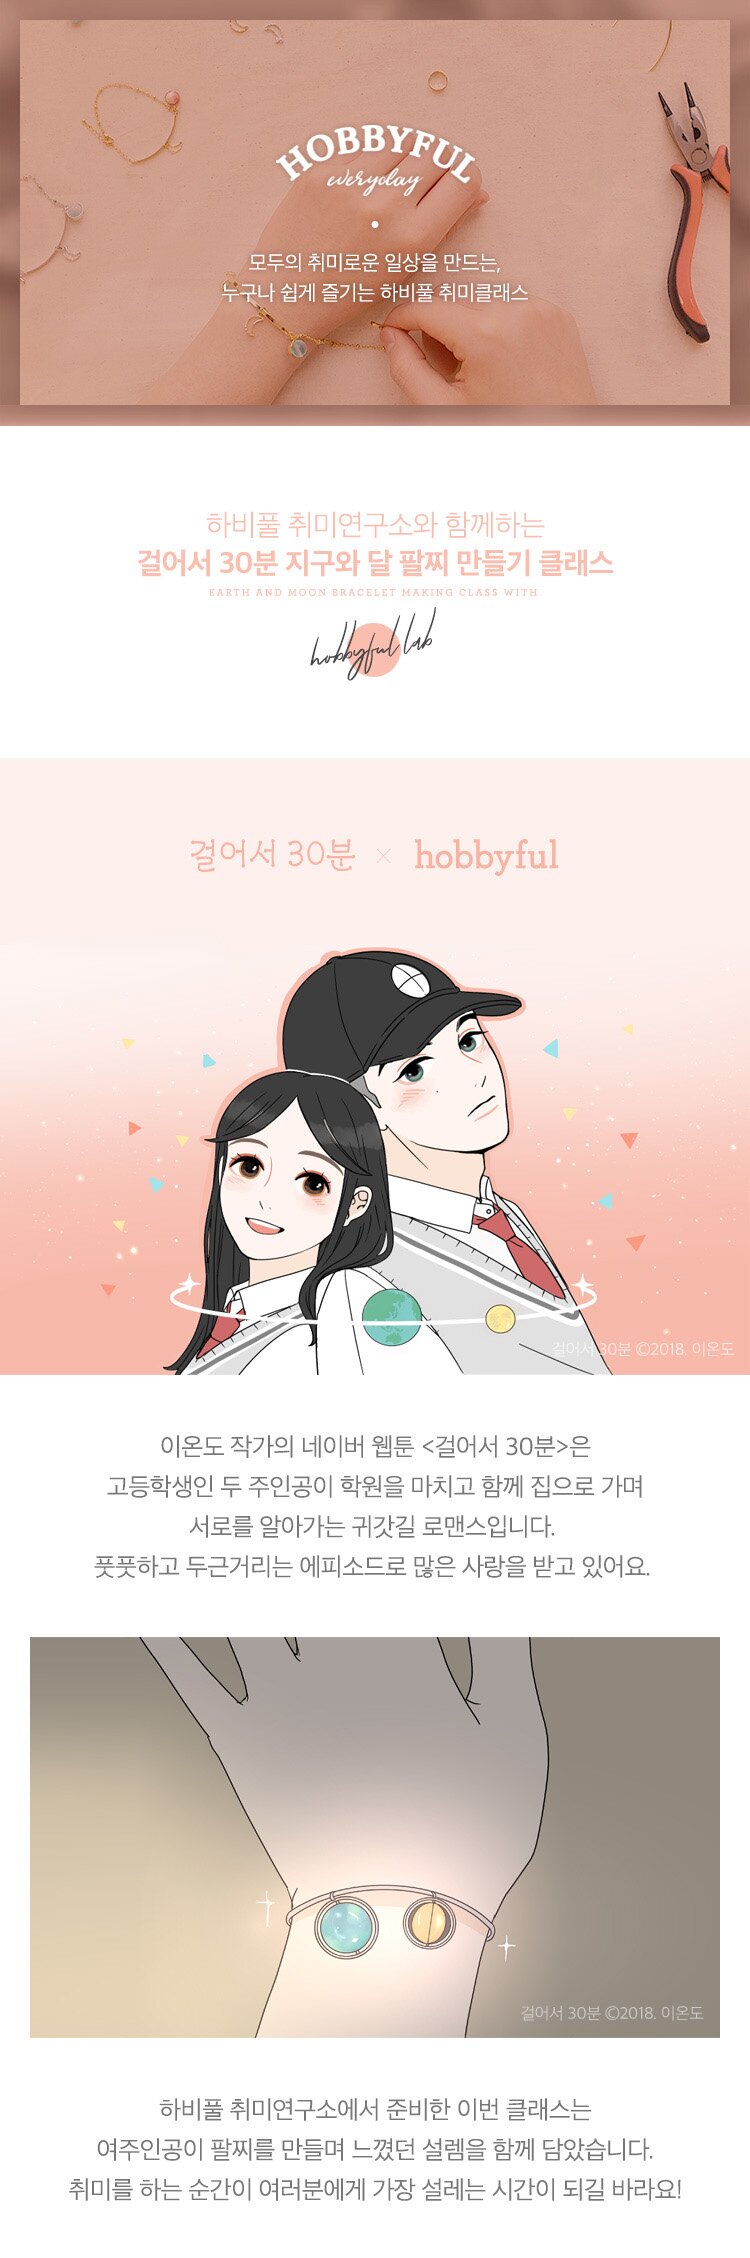 HOBBYFUL
everyday
모두의 취미로운 일상을 만드는,
누구나 쉽게 즐기는 하비풀 취미클래스
하비풀 취미연구소와 함께하는
걸어서 30분 지구와 달 팔찌 만들기 클래스
EARTH AND MOON BRACELET MAKING CLASS WITH
hobbyful lab
걸어서 30분 × hobbyful
걸어서 30분 ©2018. 이온도
이온도 작가의 네이버 웹툰 <걸어서 30분>은
고등학생인 두 주인공이 학원을 마치고 함께 집으로 가며
서로를 알아가는 귀갓길 로맨스입니다.
풋풋하고 두근거리는 에피소드로 많은 사랑을 받고 있어요.
걸어서 30분 ©2018. 이온도
하비풀 취미연구소에서 준비한 이번 클래스는
여주인공이 팔찌를 만들며 느꼈던 설렘을 함께 담았습니다.
취미를 하는 순간이 여러분에게 가장 설레는 시간이 되길 바라요!